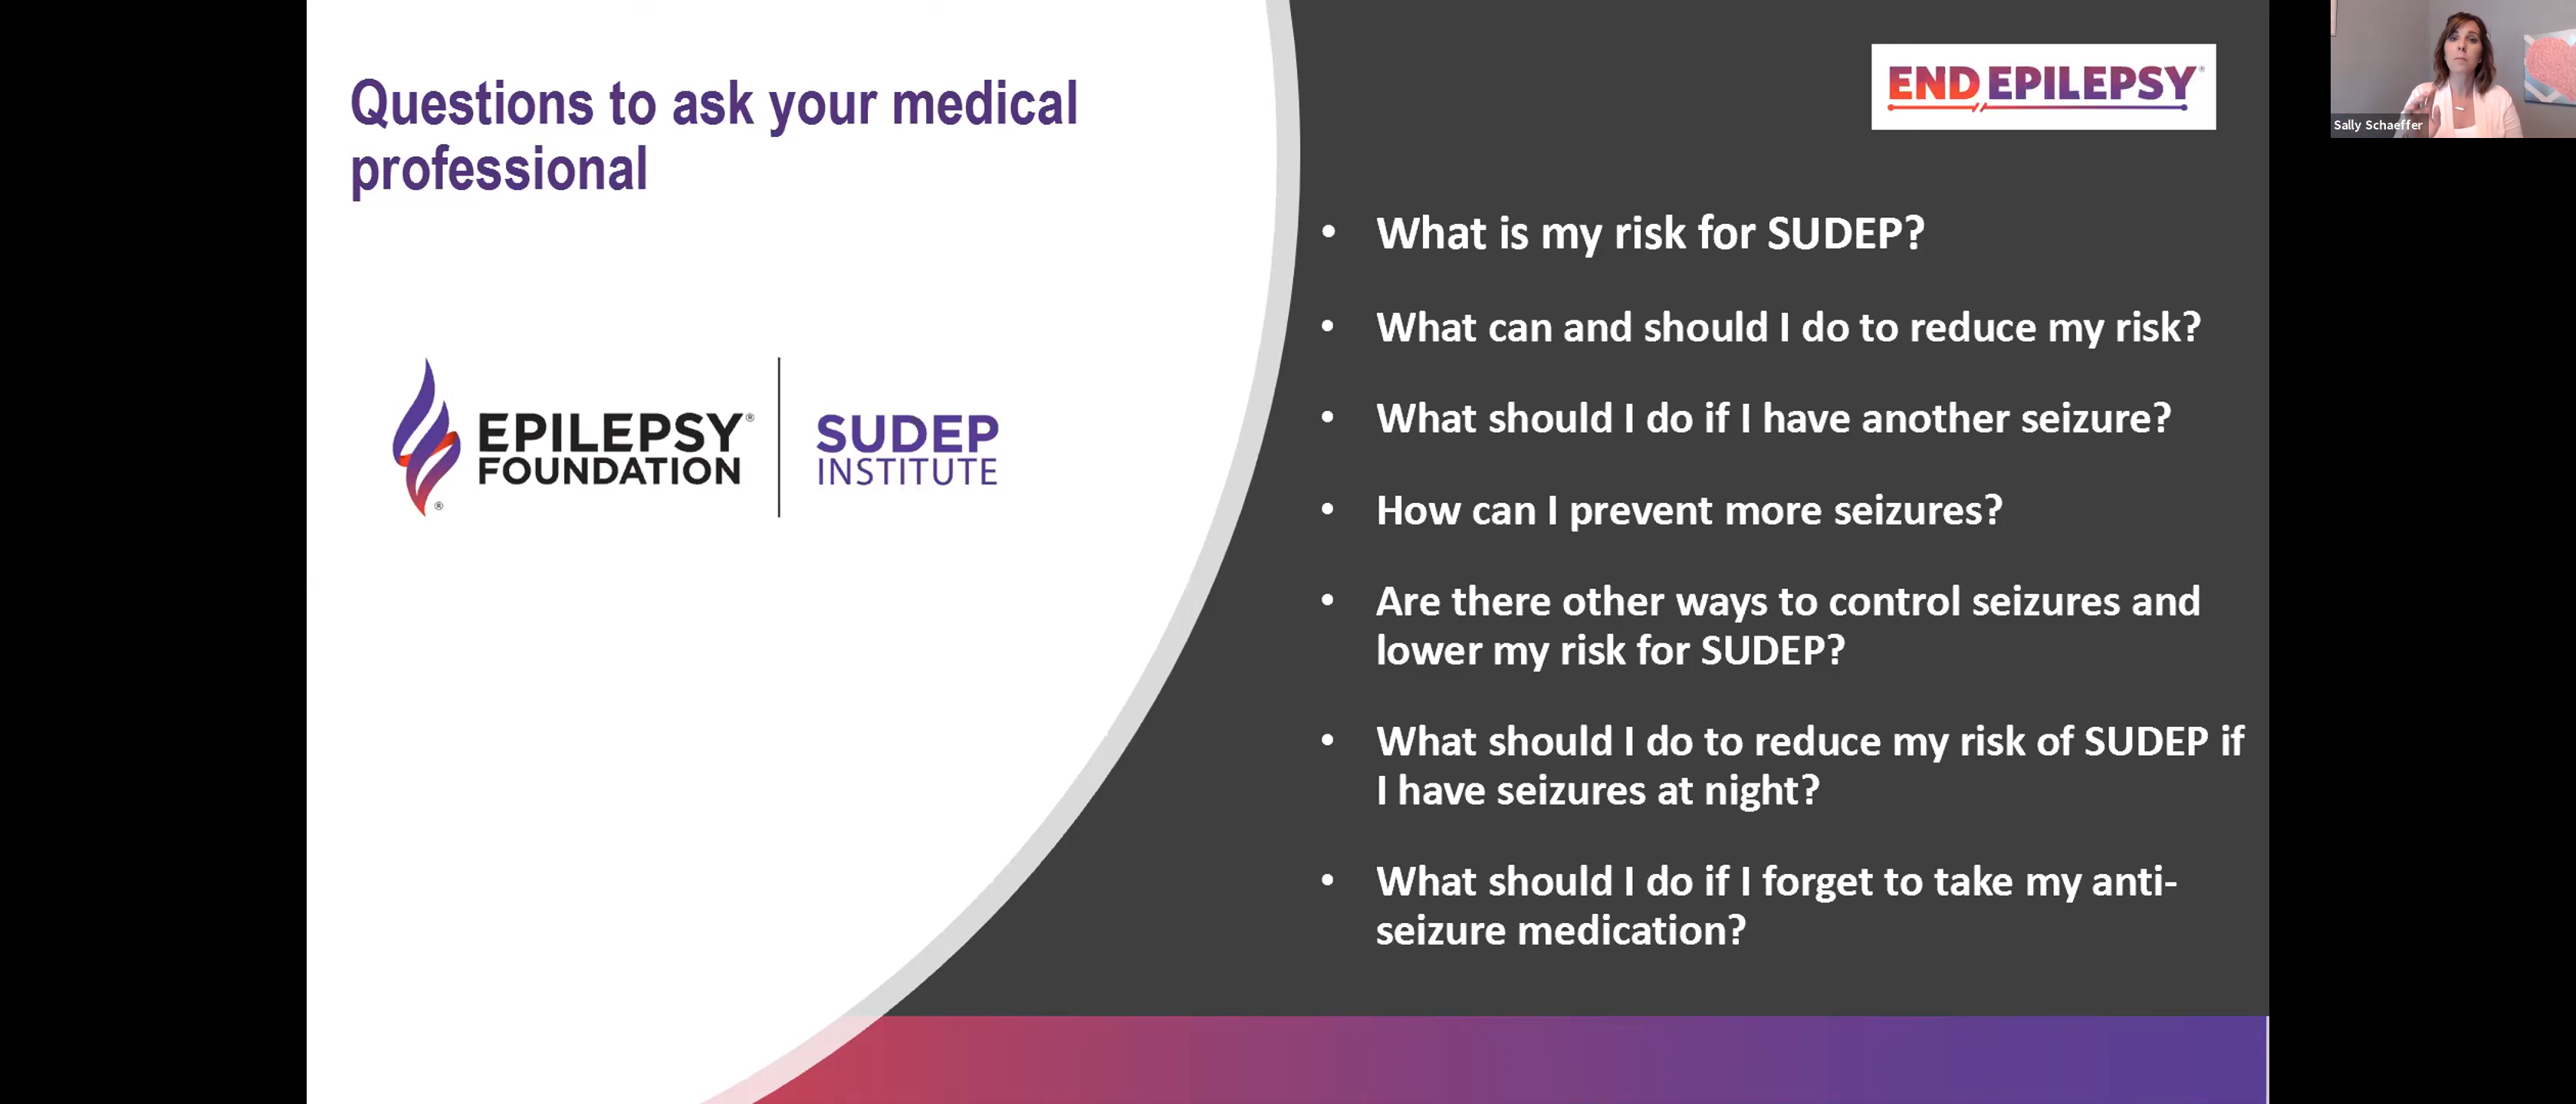 Questions to ask your medical
professional
EPILEPSY®
FOUNDATION
®
SUDEP
INSTITUTE
END EPILEPSY®
• What is my risk for SUDEP?
• What can and should I do to reduce my risk?
• What should I do if I have another seizure?
• How can I prevent more seizures?
• Are there other ways to control seizures and
lower my risk for SUDEP?
• What should I do to reduce my risk of SUDEP if
I have seizures at night?
• What should I do if I forget to take my anti-
seizure medication?
Sally Schaeffer